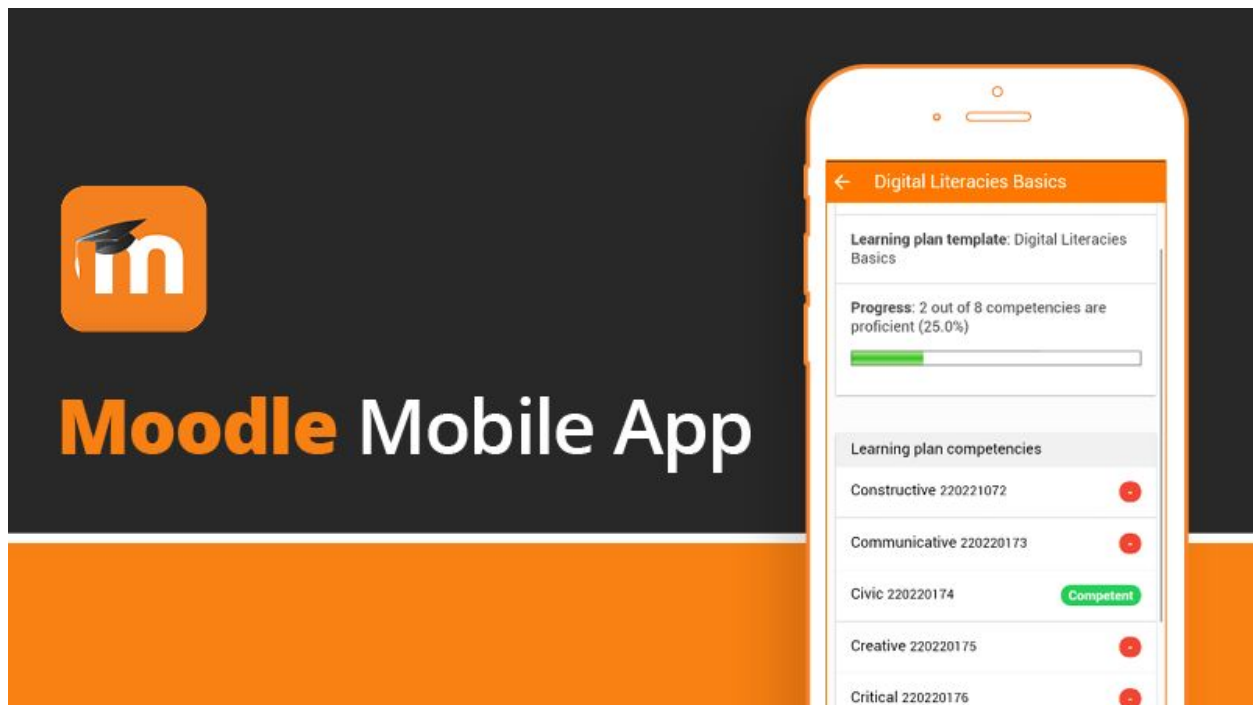 m
Moodle Mobile App
Digital Literacies Basics
Learning plan template: Digital Literacies
Basics
Progress: 2 out of 8 competencies are
proficient (25.0%)
Learning plan competencies
Constructive 220221072
-
Communicative 220220173
-
Civic 220220174
Competent
Creative 220220175
-
Critical 220220176
-